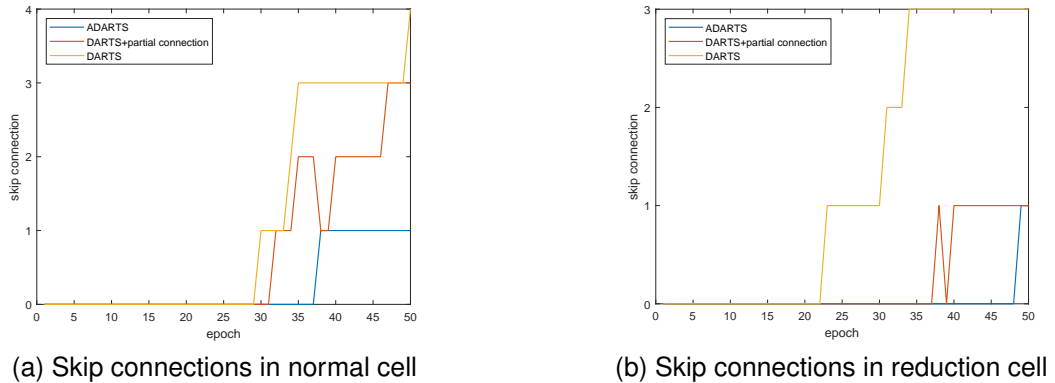 4
3
2
1
0
skip connection
ADARTS
DARTS+partial connection
DARTS
0 5 10 15 20 25 30 35 40 45 50
epoch
(a) Skip connections in normal cell
3
2
1
0
skip connection
ADARTS
DARTS+partial connection
DARTS
0 5 10 15 20 25 30 35 40 45 50
epoch
(b) Skip connections in reduction cell